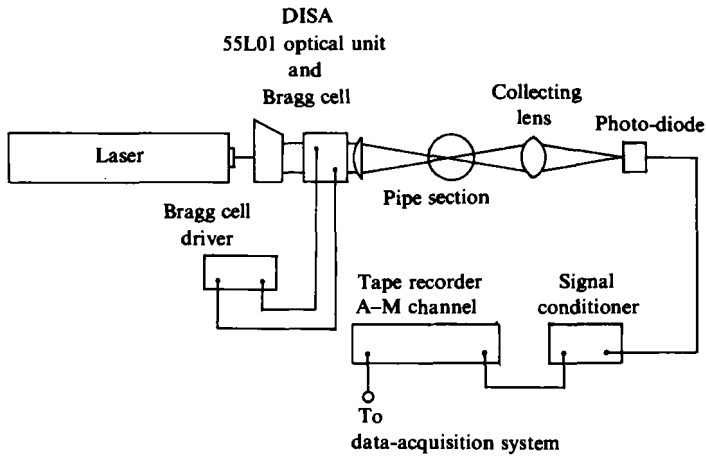 DISA
55L01 optical unit
and
Bragg cell
Laser
Collecting
lens
Photo-diode
Pipe section
Bragg cell
driver
Tape recorder
A–M channel
Signal
conditioner
To
data-acquisition system